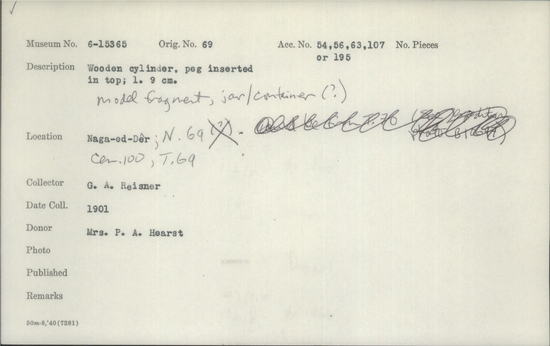 Museum No. 6-15365 Orig. No. 69 Acc. No. 54,56,63,107 No. Pieces
or 195
Description Wooden cylinder, peg inserted
in top; l. 9 cm.
model fragment, jar/container (?)
Location Naga-ed-Dêr; N. 69 (?) -
Cem. 100, T. 69
Collector G. A. Reisner
Date Coll. 1901
Donor Mrs. P. A. Hearst
Photo
Published
Remarks
50m-8,'40(7281)